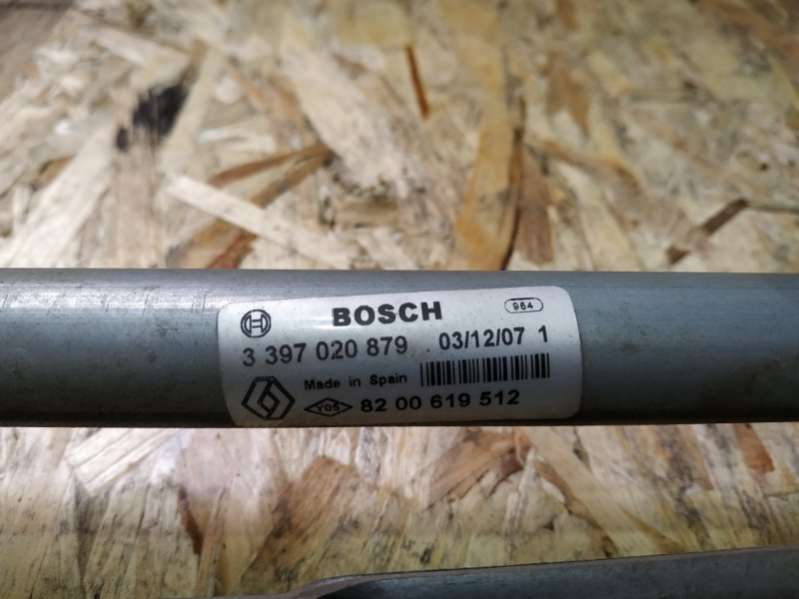 BOSCH 984
3 397 020 879 03/12/07 1
Made in Spain
Y05 82 00 619 512